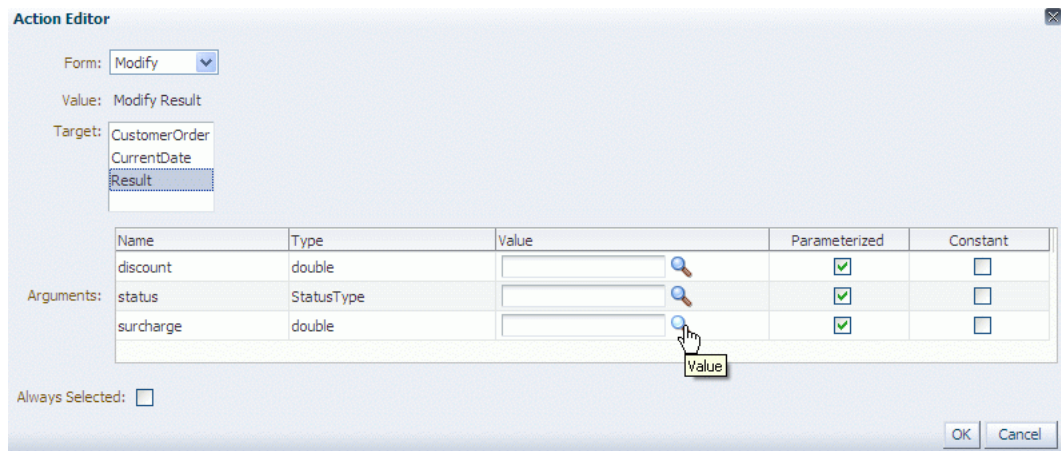 Action Editor
Form: Modify
Value: Modify Result
Target: CustomerOrder
CurrentDate
Result
Name Type Value Parameterized Constant
discount double
Arguments: status StatusType
surcharge double
Value
Always Selected:
OK Cancel